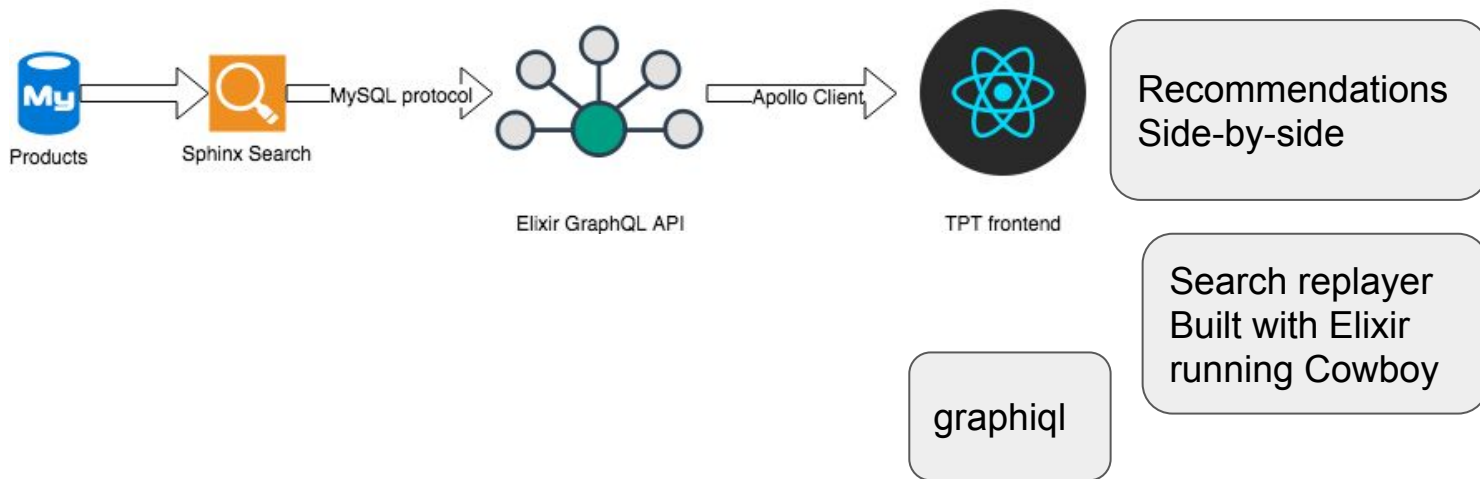 My
Products
Sphinx Search
MySQL protocol
Elixir GraphQL API
Apollo Client
TPT frontend
Recommendations
Side-by-side
Search replayer
Built with Elixir
running Cowboy
graphiql